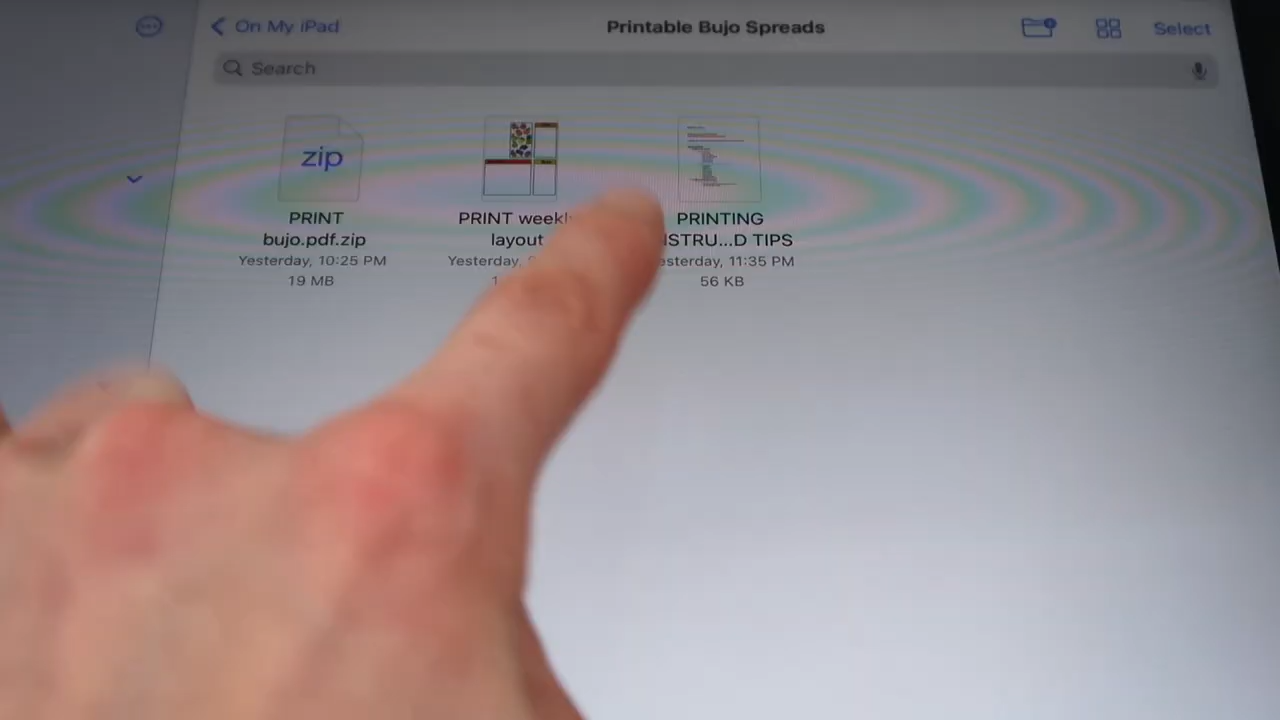 On My iPad
Printable Bujo Spreads
Select
Search
zip
PRINT
bujo.pdf.zip
Yesterday, 10:25 PM
19 MB
PRINT
layout
Yesterday,
PRINTING
D TIPS
11:35 PM
56 KB